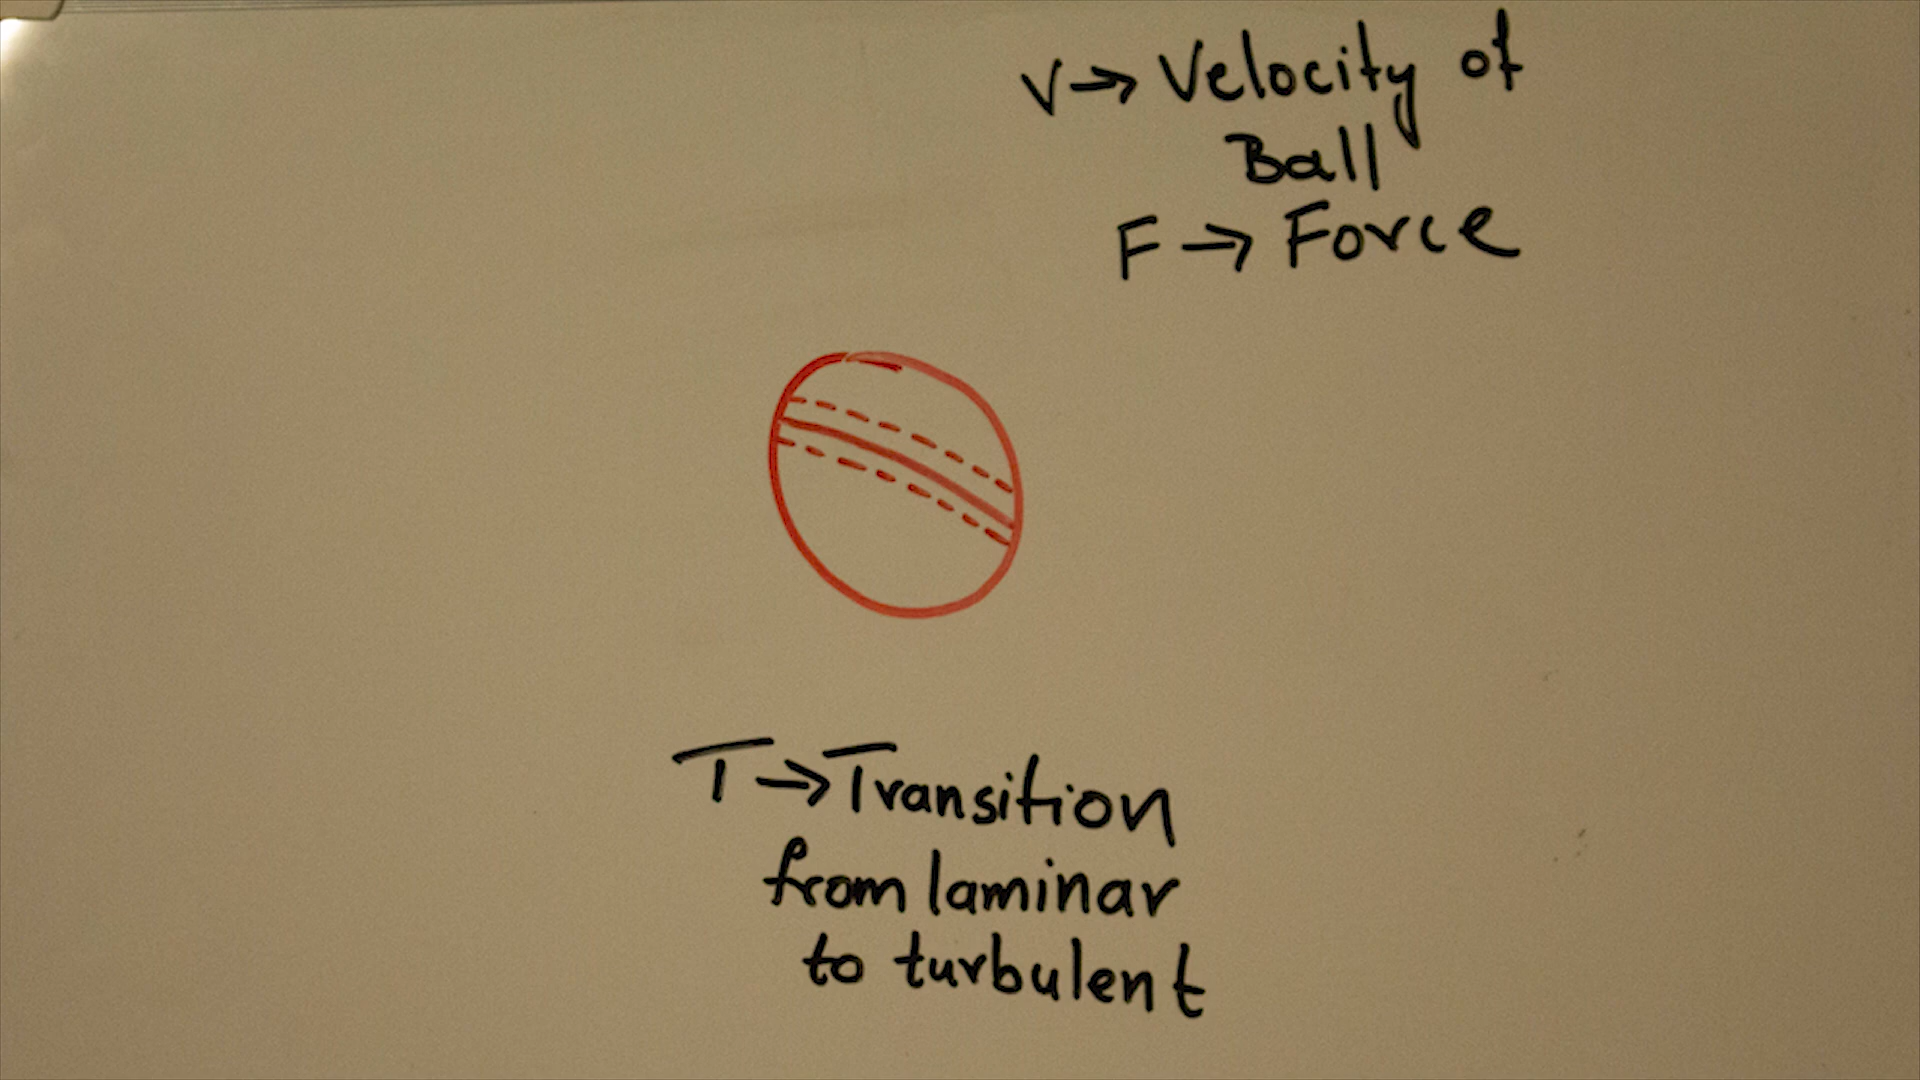 V → Velocity of
Ball
F → Force
T → Transition
from laminar
to turbulent